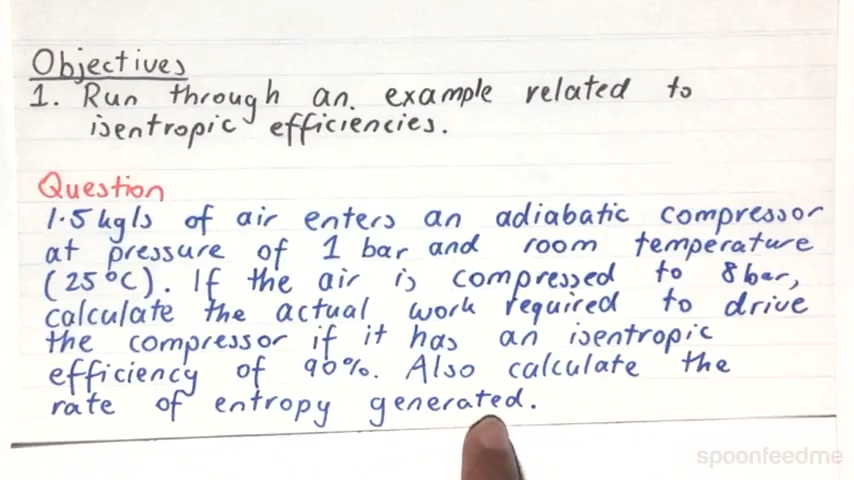 Objectives
1. Run through an example related to
isentropic efficiencies.
Question
1.5 kg/s of air enters an adiabatic compressor
at pressure of 1 bar and room temperature
(25°C). If the air is compressed to 8bar,
calculate the actual work required to drive
the compressor if it has an isentropic
efficiency of 90%. Also calculate the
rate of entropy generated.
spoonfeedme